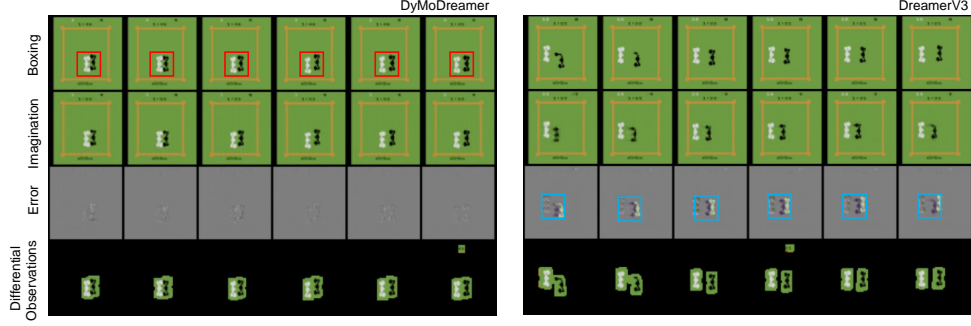 DyMoDreamer
DreamerV3
Boxing
Imagination
Error
Differential
Observations